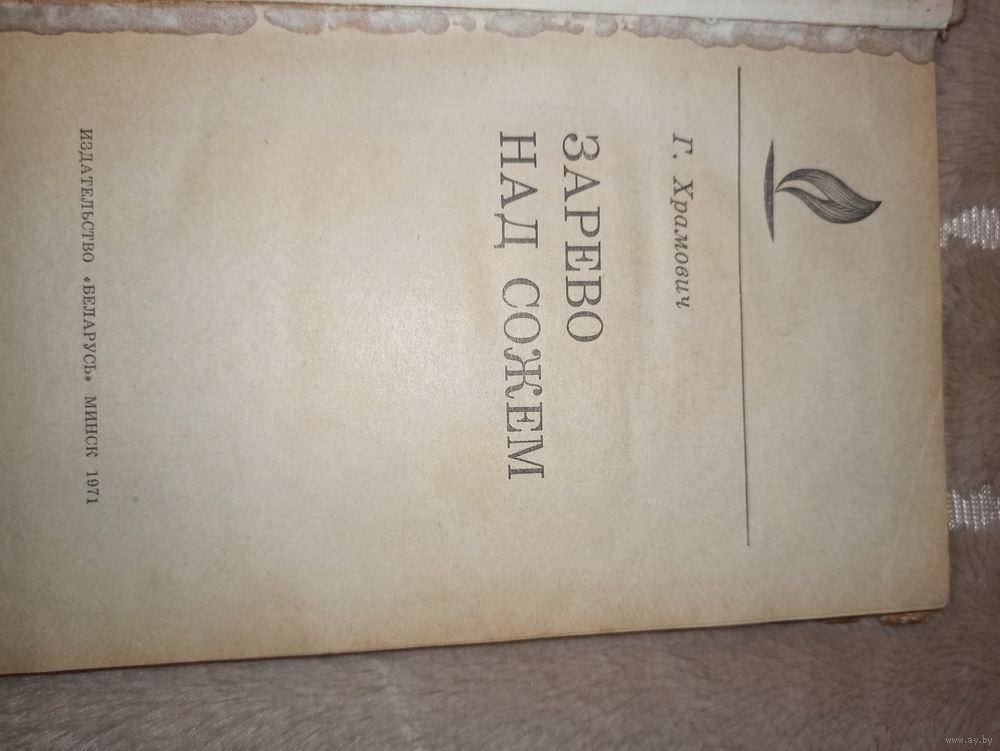 Г. Храмович
ЗАРЕВО
НАД СОЖЕМ
ИЗДАТЕЛЬСТВО «БЕЛАРУСЬ» МИНСК 1971
www.ay.by